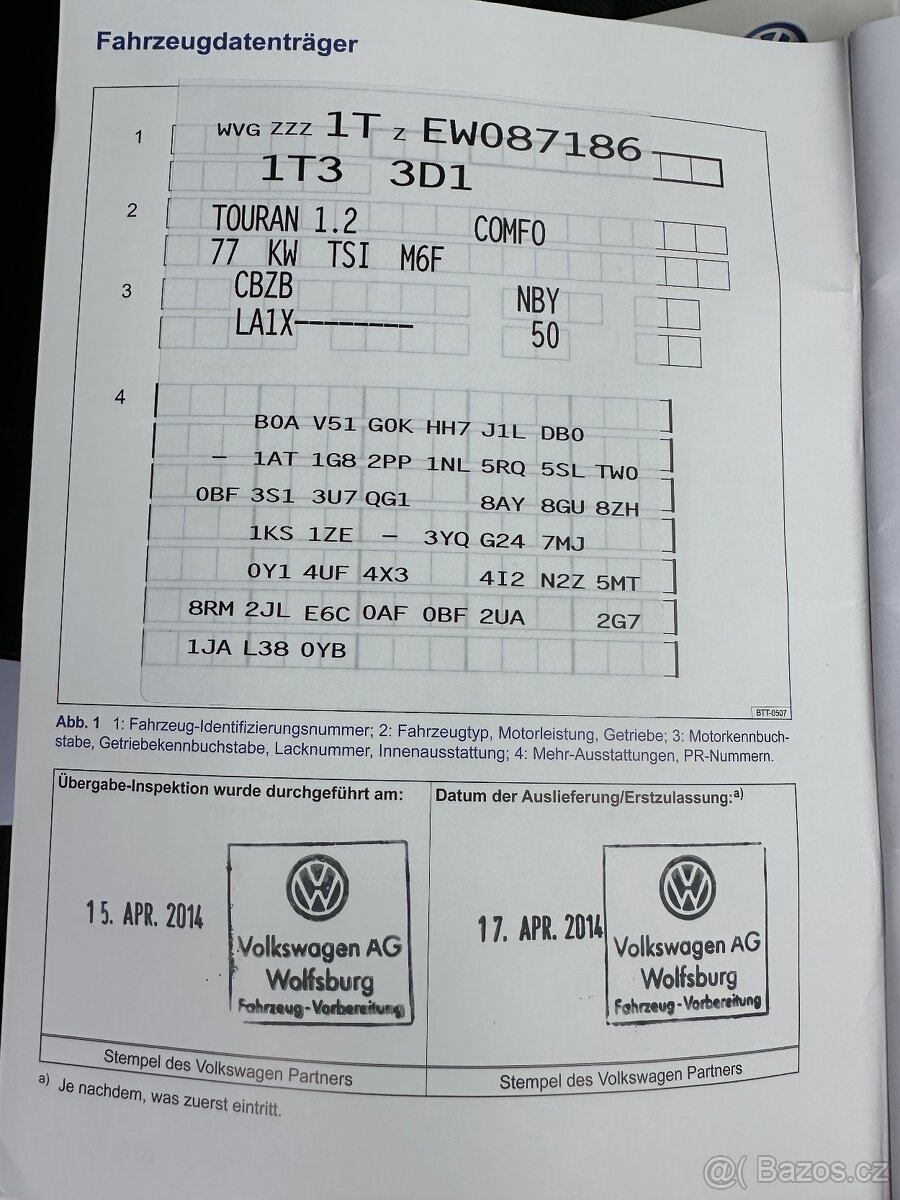 Fahrzeugdatenträger
1 WVG ZZZ 1T Z EW087186
1T3 3D1
2 TOURAN 1.2 COMFO
77 KW TSI M6F
3 CBZB NBY
LA1X-------- 50
4
B0A V51 G0K HH7 J1L DB0
– 1AT 1G8 2PP 1NL 5RQ 5SL TW0
0BF 3S1 3U7 QG1 8AY 8GU 8ZH
1KS 1ZE – 3YQ G24 7MJ
0Y1 4UF 4X3 4I2 N2Z 5MT
8RM 2JL E6C 0AF 0BF 2UA 2G7
1JA L38 0YB
BTT-0507
Abb. 1 1: Fahrzeug-Identifizierungsnummer; 2: Fahrzeugtyp, Motorleistung, Getriebe; 3: Motorkennbuch-
stabe, Getriebekennbuchstabe, Lacknummer, Innenausstattung; 4: Mehr-Ausstattungen, PR-Nummern.
Übergabe-Inspektion wurde durchgeführt am:
15. APR. 2014
Volkswagen AG
Wolfsburg
Fahrzeug-Vorbereitung
Stempel des Volkswagen Partners
Datum der Auslieferung/Erstzulassung:a)
17. APR. 2014
Volkswagen AG
Wolfsburg
Fahrzeug-Vorbereitung
Stempel des Volkswagen Partners
a) Je nachdem, was zuerst eintritt.
@( Bazos.cz